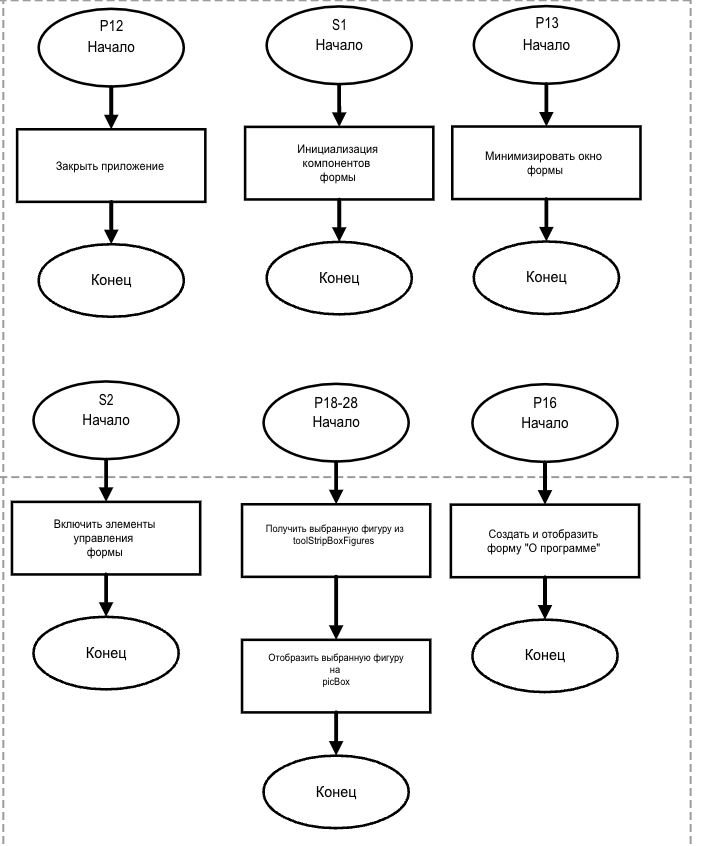 P12
Начало
Закрыть приложение
Конец
S1
Начало
Инициализация
компонентов
формы
Конец
P13
Начало
Минимизировать окно
формы
Конец
S2
Начало
Включить элементы
управления
формы
Конец
P18-28
Начало
Получить выбранную фигуру из
toolStripBoxFigures
Отобразить выбранную фигуру
на
picBox
Конец
P16
Начало
Создать и отобразить
форму "О программе"
Конец